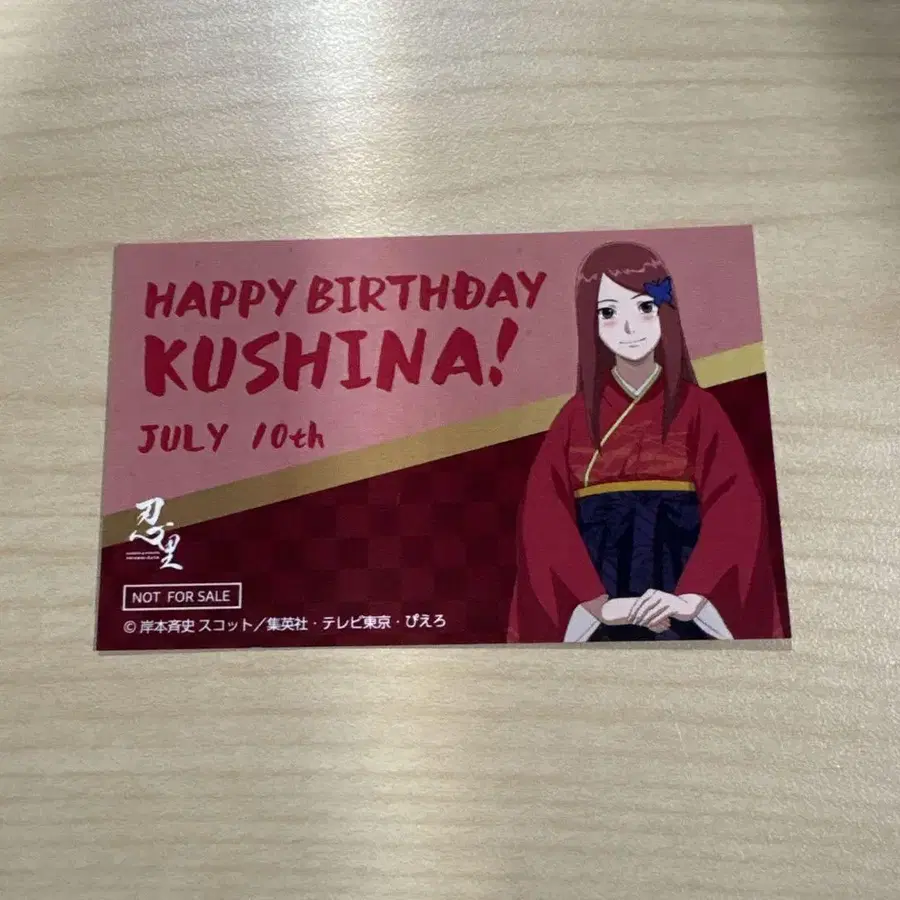 HAPPY BIRTHDAY
KUSHINA!
JULY 10th
忍里
NOT FOR SALE
© 岸本斉史 スコット／集英社・テレビ東京・ぴえろ